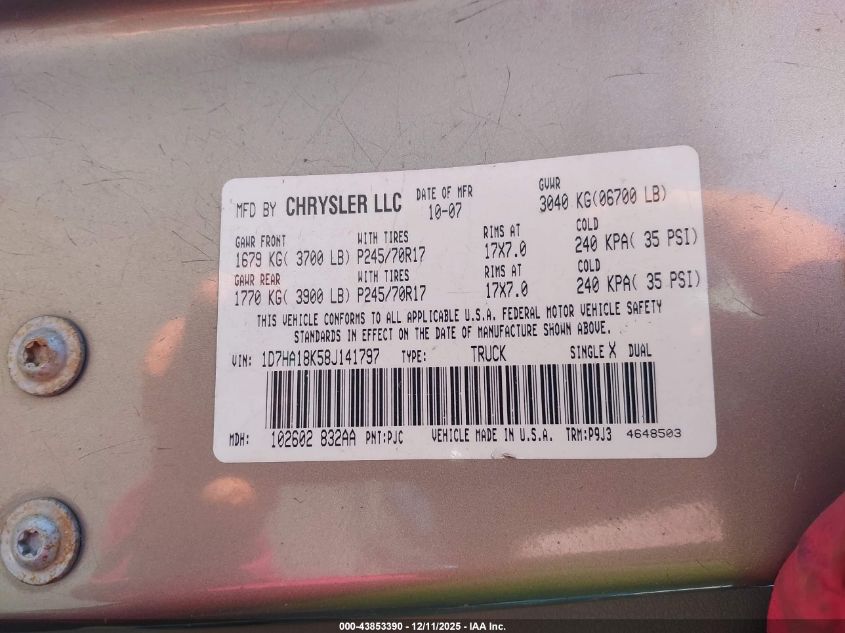 MFD BY CHRYSLER LLC DATE OF MFR 10-07 GVWR 3040 KG(06700 LB)
GAWR FRONT WITH TIRES RIMS AT COLD
1679 KG( 3700 LB) P245/70R17 17X7.0 240 KPA( 35 PSI)
GAWR REAR WITH TIRES RIMS AT COLD
1770 KG( 3900 LB) P245/70R17 17X7.0 240 KPA( 35 PSI)
THIS VEHICLE CONFORMS TO ALL APPLICABLE U.S.A. FEDERAL MOTOR VEHICLE SAFETY
STANDARDS IN EFFECT ON THE DATE OF MANUFACTURE SHOWN ABOVE.
VIN: 1D7HA18K58J141797 TYPE: TRUCK SINGLE X DUAL
MDH: 102602 832AA PNT:PJC VEHICLE MADE IN U.S.A. TRM:P9J3 4648503
000-43853390 - 12/11/2025 - IAA Inc.